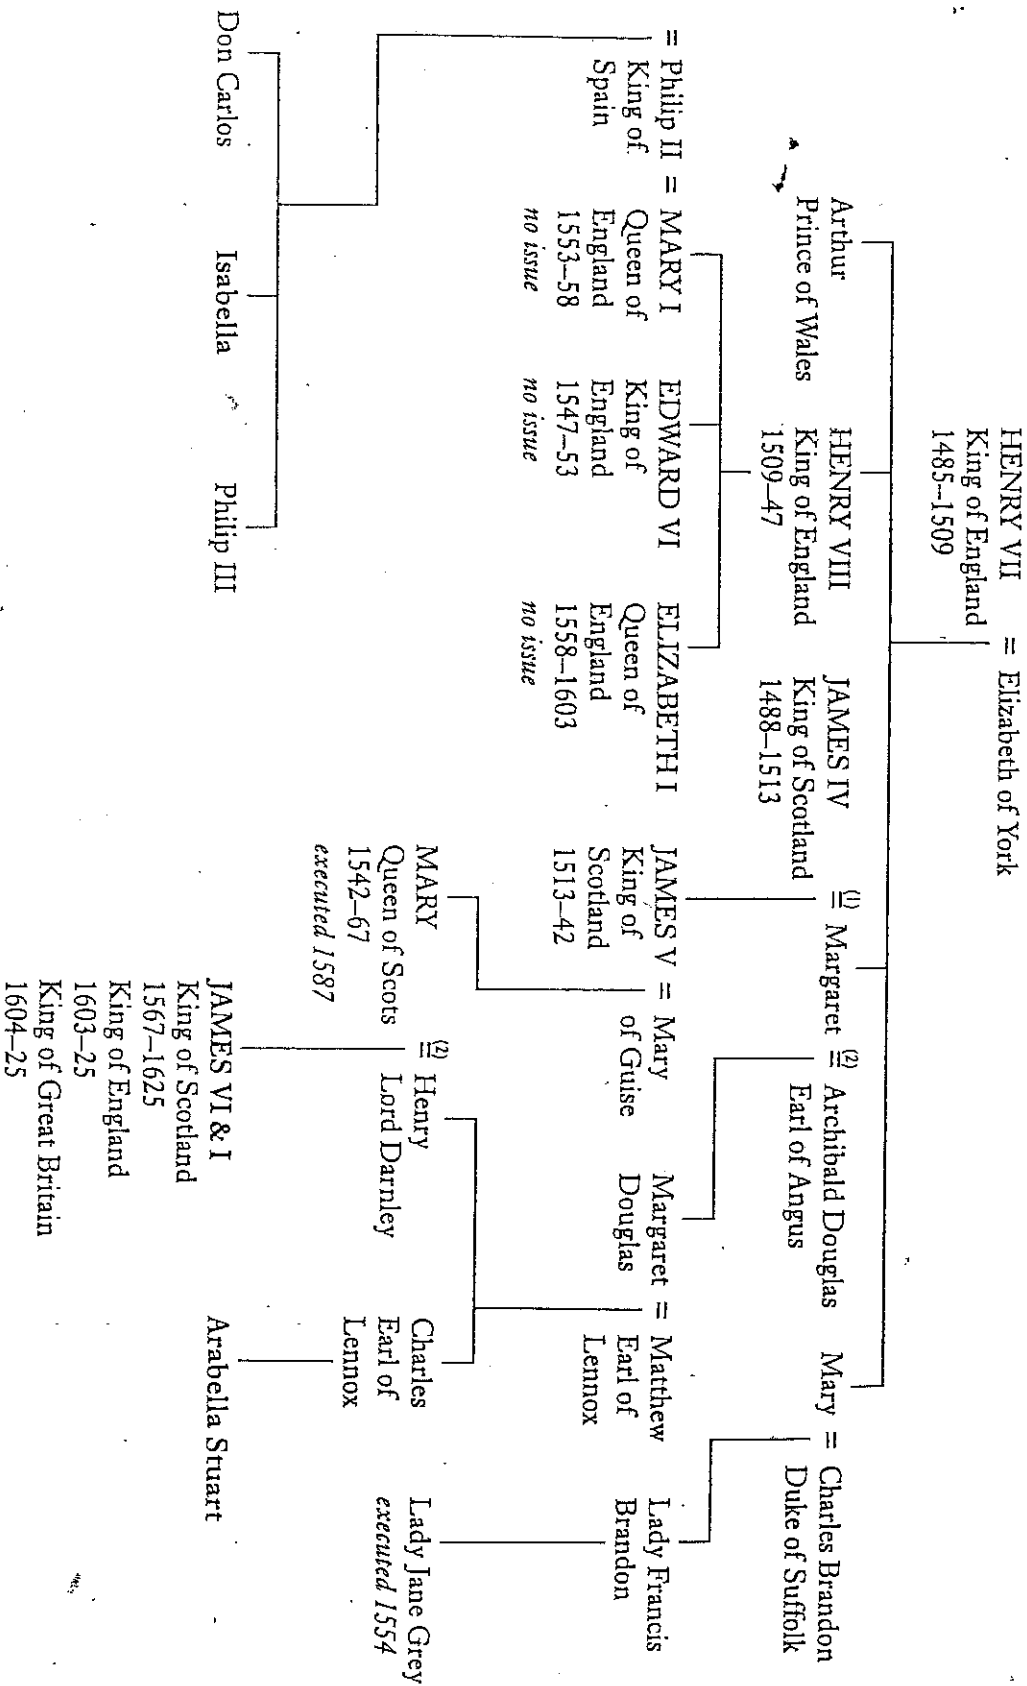 HENRY VII
King of England
1485–1509
= Elizabeth of York
Arthur
Prince of Wales
HENRY VIII
King of England
1509–47
JAMES IV
King of Scotland
1488–1513
(1)
= Margaret
(2)
= Archibald Douglas
Earl of Angus
Mary = Charles Brandon
Duke of Suffolk
= Philip II
King of
Spain
= MARY I
Queen of
England
1553–58
no issue
EDWARD VI
King of
England
1547–53
no issue
ELIZABETH I
Queen of
England
1558–1603
no issue
JAMES V
King of
Scotland
1513–42
= Mary
of Guise
Margaret
Douglas
= Matthew
Earl of
Lennox
Lady Francis
Brandon
MARY
Queen of Scots
1542–67
executed 1587
(2)
= Henry
Lord Darnley
Charles
Earl of
Lennox
Lady Jane Grey
executed 1554
Don Carlos
Isabella
Philip III
JAMES VI & I
King of Scotland
1567–1625
King of England
1603–25
King of Great Britain
1604–25
Arabella Stuart